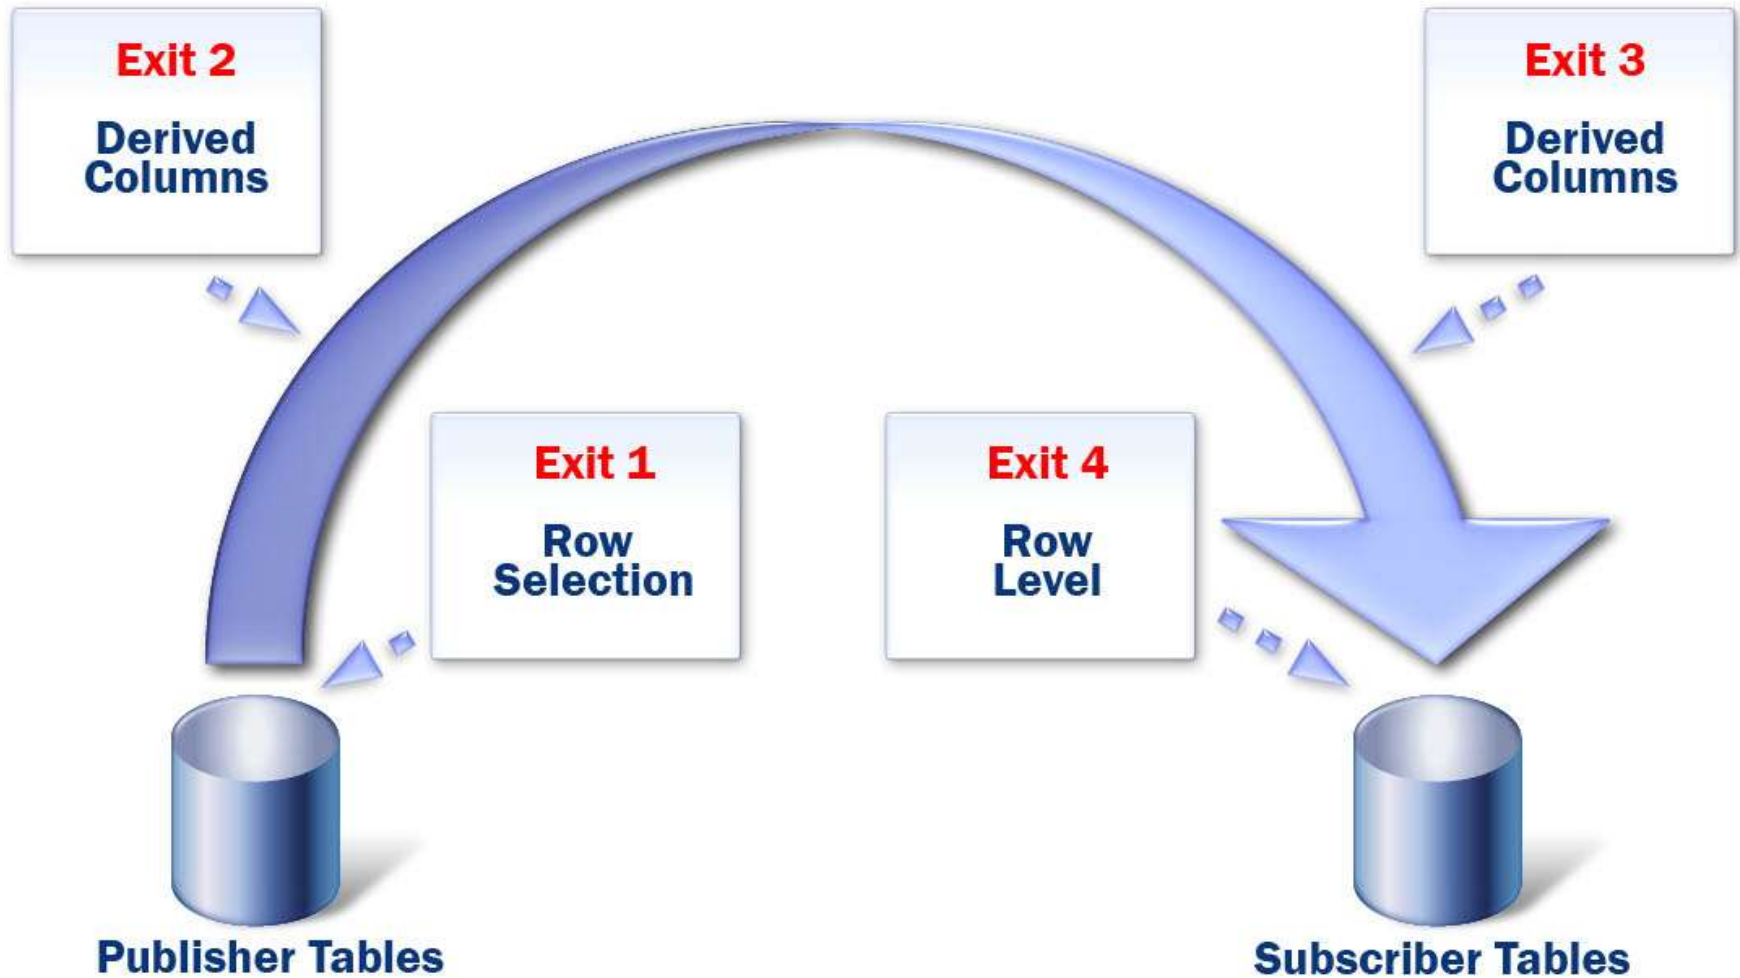 Exit 2
Derived
Columns
Exit 3
Derived
Columns
Exit 1
Row
Selection
Exit 4
Row
Level
Publisher Tables
Subscriber Tables